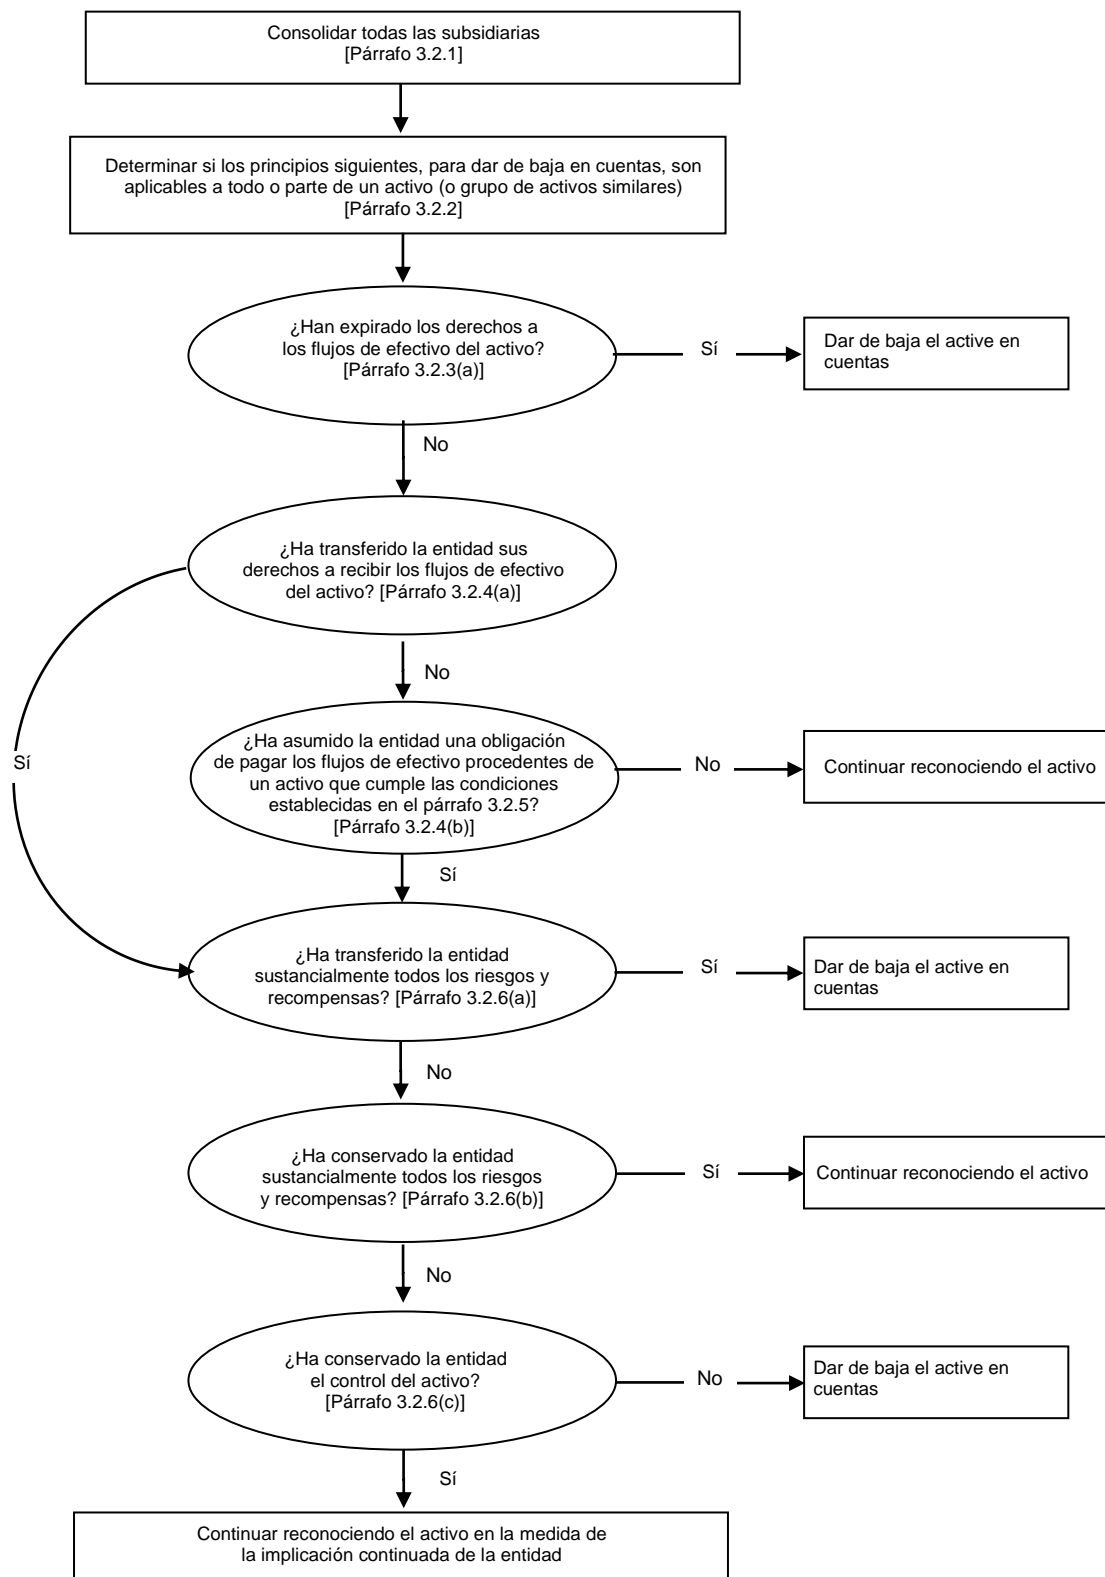 Consolidar todas las subsidiarias
[Párrafo 3.2.1]
Determinar si los principios siguientes, para dar de baja en cuentas, son
aplicables a todo o parte de un activo (o grupo de activos similares)
[Párrafo 3.2.2]
¿Han expirado los derechos a
los flujos de efectivo del activo?
[Párrafo 3.2.3(a)]
Sí
Dar de baja el active en
cuentas
No
¿Ha transferido la entidad sus
derechos a recibir los flujos de efectivo
del activo? [Párrafo 3.2.4(a)]
No
Sí
¿Ha asumido la entidad una obligación
de pagar los flujos de efectivo procedentes de
un activo que cumple las condiciones
establecidas en el párrafo 3.2.5?
[Párrafo 3.2.4(b)]
No
Continuar reconociendo el activo
Sí
¿Ha transferido la entidad
sustancialmente todos los riesgos y
recompensas? [Párrafo 3.2.6(a)]
Sí
Dar de baja el active en
cuentas
No
¿Ha conservado la entidad
sustancialmente todos los riesgos
y recompensas? [Párrafo 3.2.6(b)]
Sí
Continuar reconociendo el activo
No
¿Ha conservado la entidad
el control del activo?
[Párrafo 3.2.6(c)]
No
Dar de baja el active en
cuentas
Sí
Continuar reconociendo el activo en la medida de
la implicación continuada de la entidad